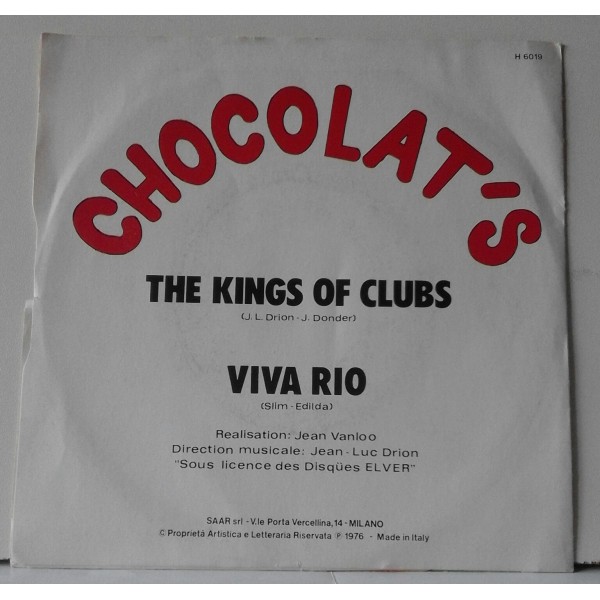 H 6019
CHOCOLAT'S
THE KINGS OF CLUBS
(J. L. Drion - J. Donder)
VIVA RIO
(Slim - Edilda)
Realisation: Jean Vanloo
Direction musicale: Jean - Luc Drion
"Sous licence des Disqües ELVER"
SAAR srl - V.le Porta Vercellina, 14 - MILANO
© Proprietà Artistica e Letteraria Riservata ℗ 1976 - Made in Italy